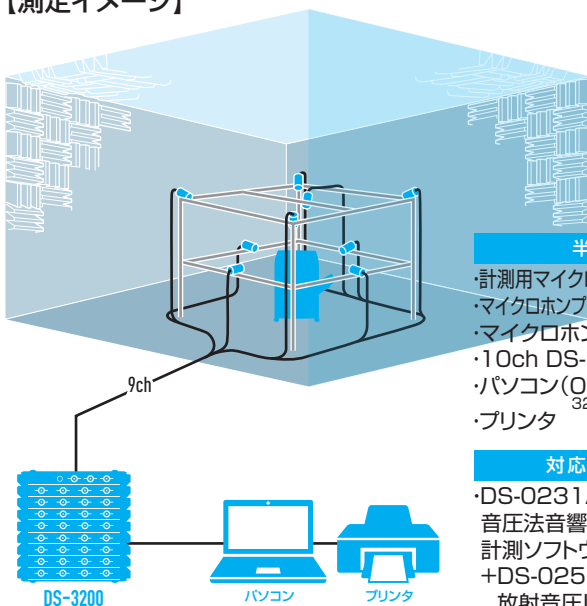 【測定イメージ】
9ch
DS-3200
パソコン
プリンタ
半
・計測用マイクロ
・マイクロホンプ
・マイクロホン
・10ch DS-
・パソコン（O
32
・プリンタ
対応
・DS-0231
音圧法音響
計測ソフトウ
+DS-025
放射音圧